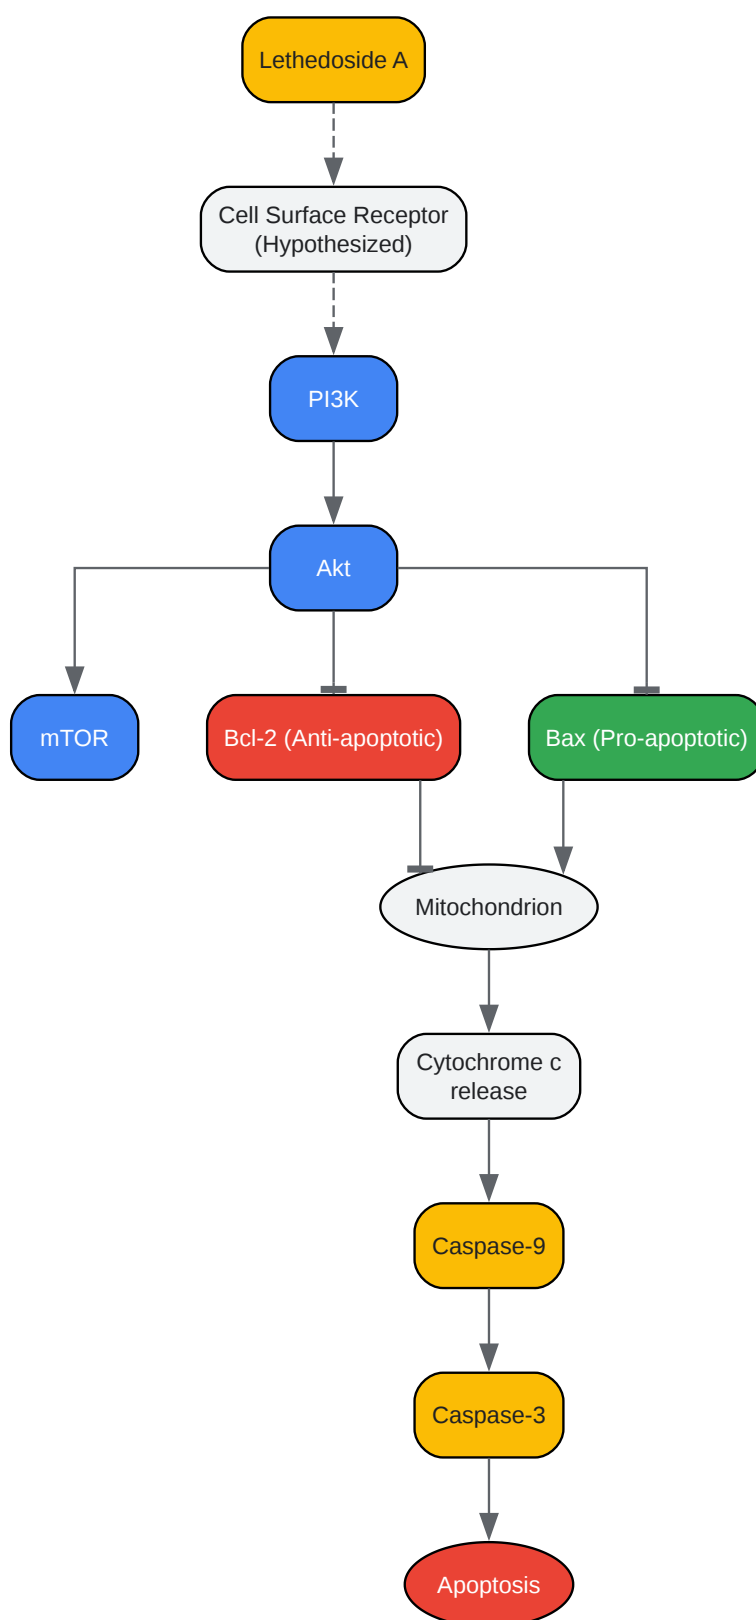 Lethedoside A
Cell Surface Receptor
(Hypothesized)
PI3K
Akt
mTOR
Bcl-2 (Anti-apoptotic)
Bax (Pro-apoptotic)
Mitochondrion
Cytochrome c
release
Caspase-9
Caspase-3
Apoptosis